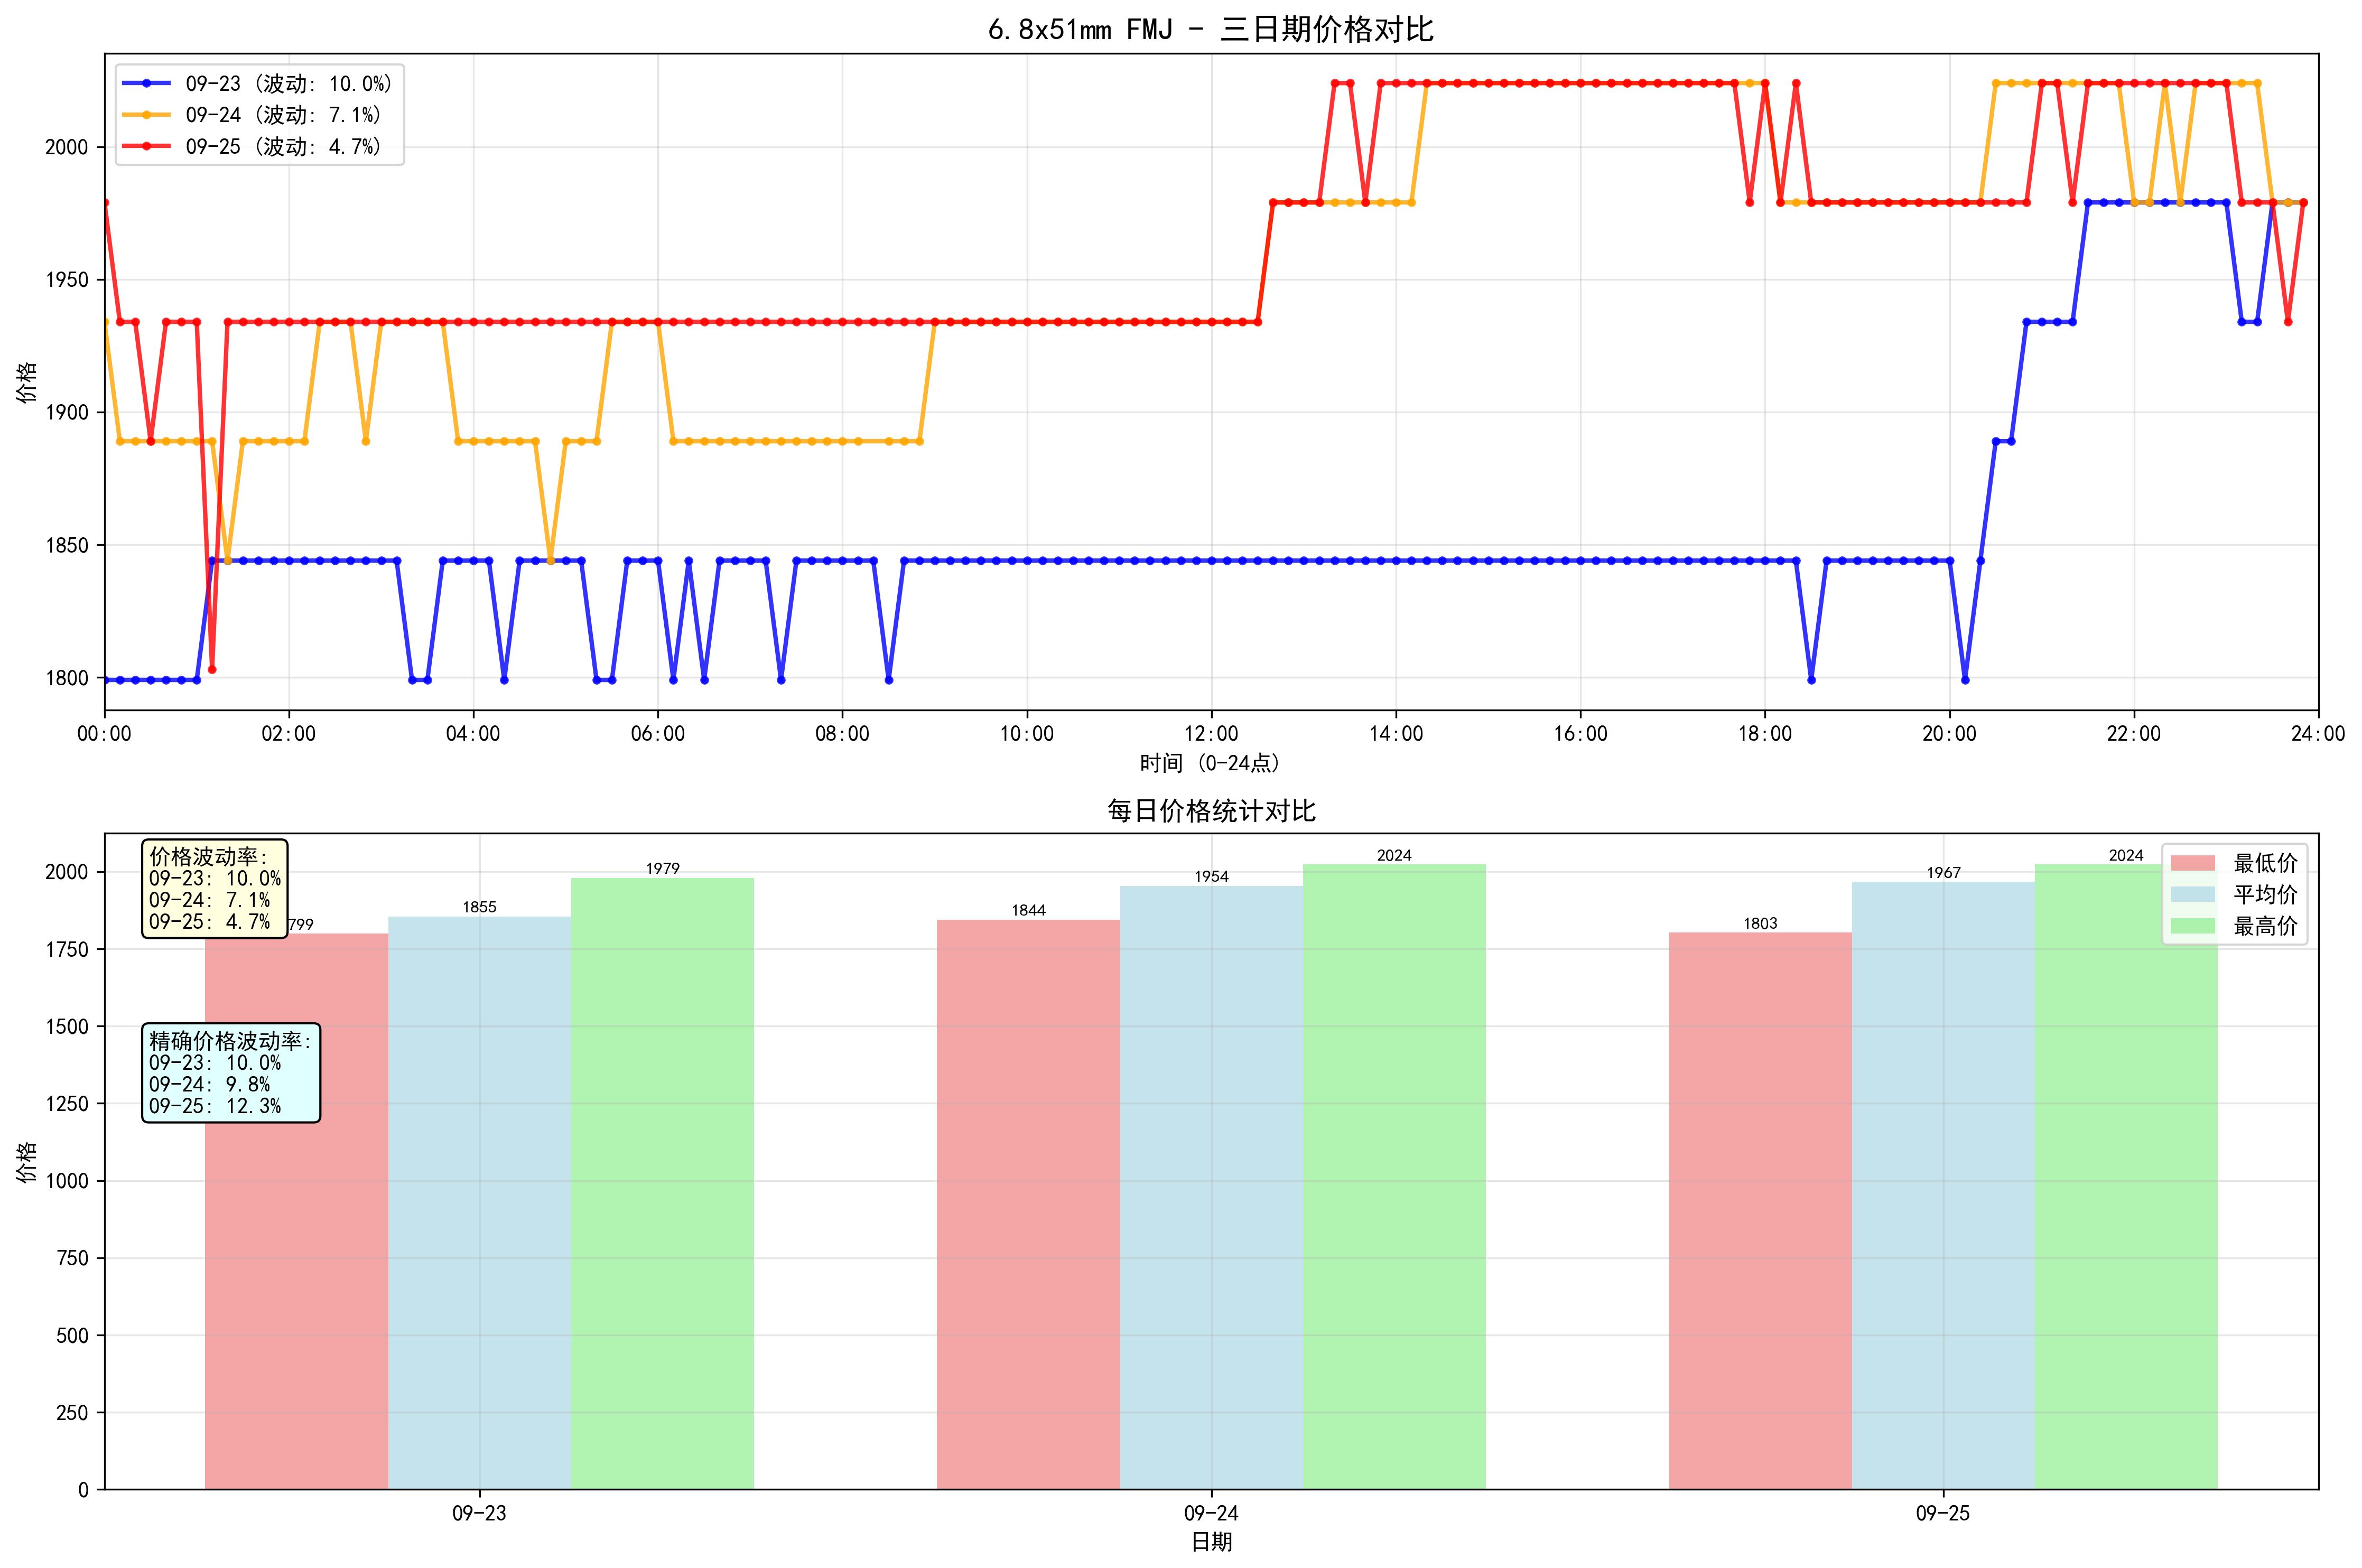 6.8x51mm FMJ - 三日期价格对比
09-23 (波动: 10.0%)
09-24 (波动: 7.1%)
09-25 (波动: 4.7%)
价格
2000
1950
1900
1850
1800
00:00 02:00 04:00 06:00 08:00 10:00 12:00 14:00 16:00 18:00 20:00 22:00 24:00
时间 (0-24点)
每日价格统计对比
价格波动率:
09-23: 10.0%
09-24: 7.1%
09-25: 4.7%
精确价格波动率:
09-23: 10.0%
09-24: 9.8%
09-25: 12.3%
最低价
平均价
最高价
799 1855 1979 1844 1954 2024 1803 1967 2024
价格
2000
1750
1500
1250
1000
750
500
250
0
09-23 09-24 09-25
日期